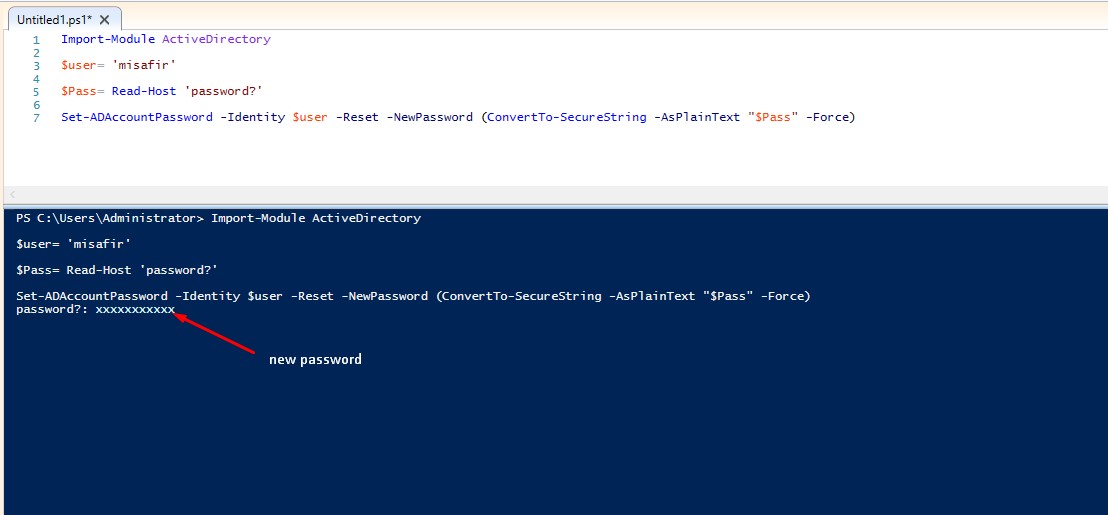 Untitled1.ps1* X
1 Import-Module ActiveDirectory
2
3 $user= 'misafir'
4
5 $Pass= Read-Host 'password?'
6
7 Set-ADAccountPassword -Identity $user -Reset -NewPassword (ConvertTo-SecureString -AsPlainText "$Pass" -Force)
PS C:\Users\Administrator> Import-Module ActiveDirectory
$user= 'misafir'
$Pass= Read-Host 'password?'
Set-ADAccountPassword -Identity $user -Reset -NewPassword (ConvertTo-SecureString -AsPlainText "$Pass" -Force)
password?: xxxxxxxxxxx
new password